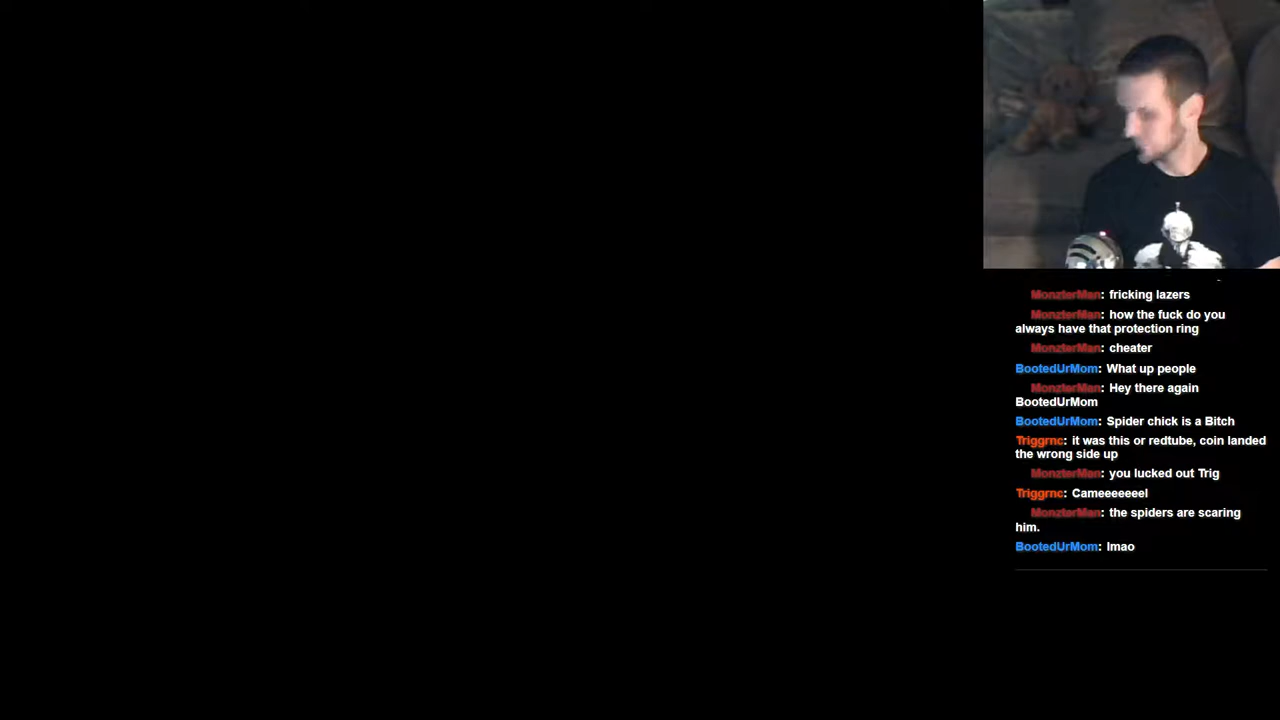 MonzterMan: fricking lazers
MonzterMan: how the fuck do you
always have that protection ring
MonzterMan: cheater
BootedUrMom: What up people
MonzterMan: Hey there again
BootedUrMom
BootedUrMom: Spider chick is a Bitch
Triggrnc: it was this or redtube, coin landed
the wrong side up
MonzterMan: you lucked out Trig
Triggrnc: Cameeeeeeel
MonzterMan: the spiders are scaring
him.
BootedUrMom: lmao